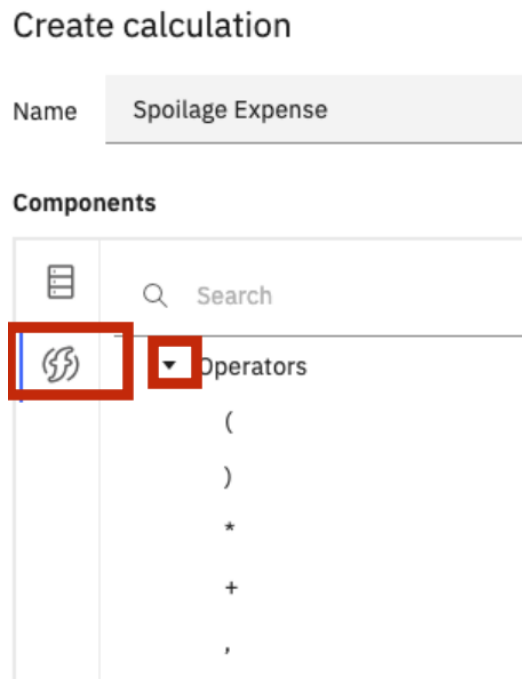 Create calculation
Name Spoilage Expense
Components
Search
Operators
(
)
*
+
,